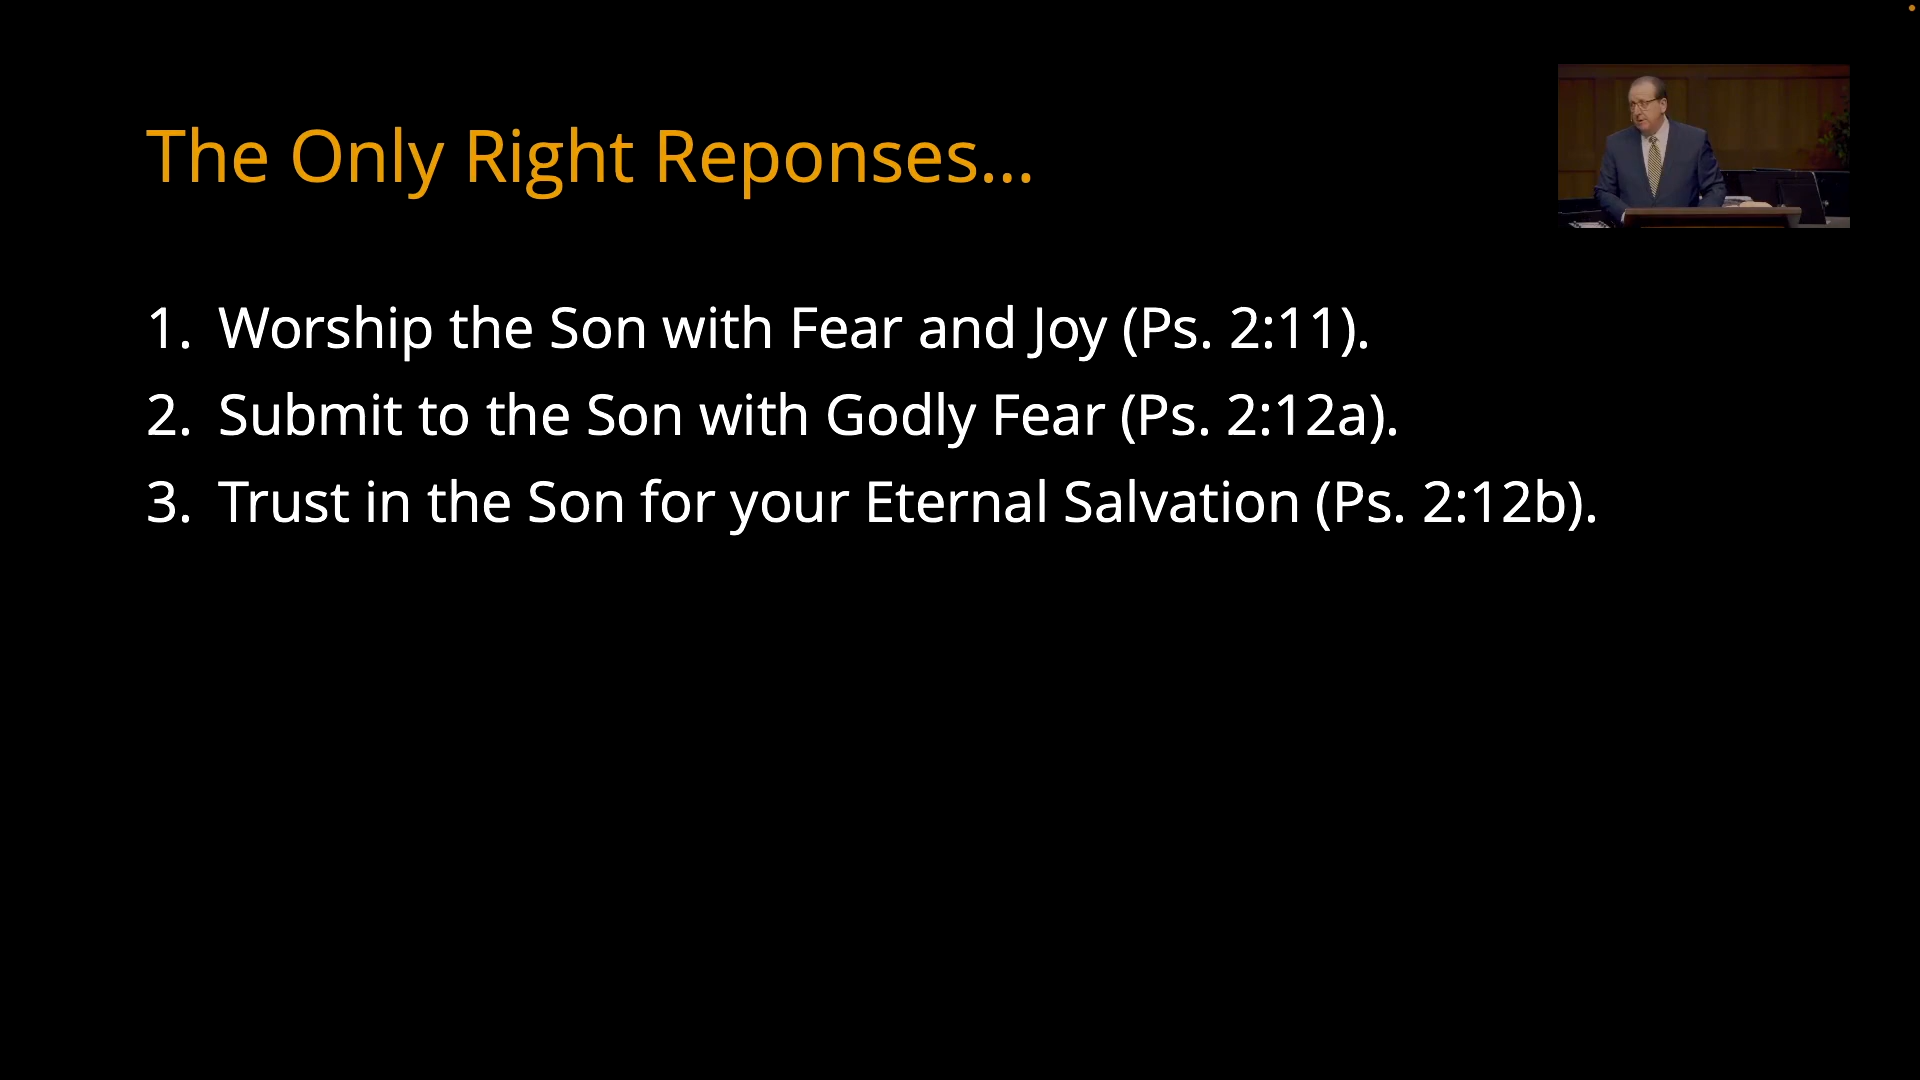 The Only Right Reponses...
1. Worship the Son with Fear and Joy (Ps. 2:11).
2. Submit to the Son with Godly Fear (Ps. 2:12a).
3. Trust in the Son for your Eternal Salvation (Ps. 2:12b).